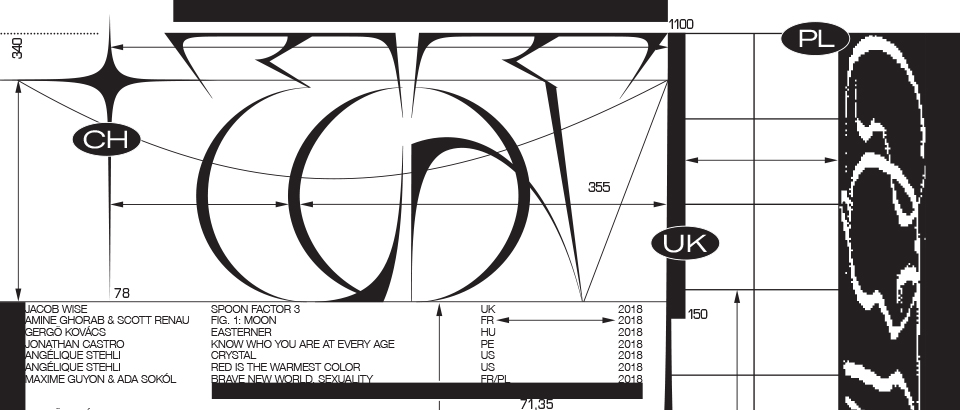 1100
PL
340
CH
355
UK
78
150
JACOB WISE SPOON FACTOR 3 UK 2018
AMINE GHORAB & SCOTT RENAU FIG. 1: MOON FR 2018
GERGÖ KOVÁCS EASTERNER HU 2018
JONATHAN CASTRO KNOW WHO YOU ARE AT EVERY AGE PE 2018
ANGÉLIQUE STEHLI CRYSTAL US 2018
ANGÉLIQUE STEHLI RED IS THE WARMEST COLOR US 2018
MAXIME GUYON & ADA SOKÓL BRAVE NEW WORLD, SEXUALITY FR/PL 2018
71,35